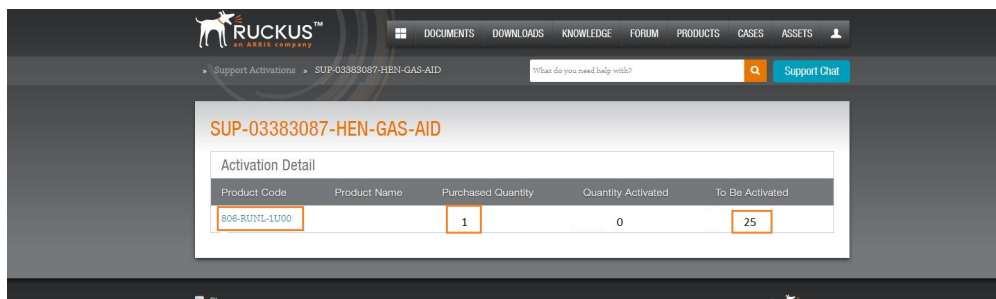 RUCKUS™
an ARRIS company
DOCUMENTS DOWNLOADS KNOWLEDGE FORUM PRODUCTS CASES ASSETS
» Support Activations » SUP-03383087-HEN-GAS-AID
What do you need help with?
Support Chat
SUP-03383087-HEN-GAS-AID
Activation Detail
Product Code Product Name Purchased Quantity Quantity Activated To Be Activated
806-RUNL-1U00 1 0 25